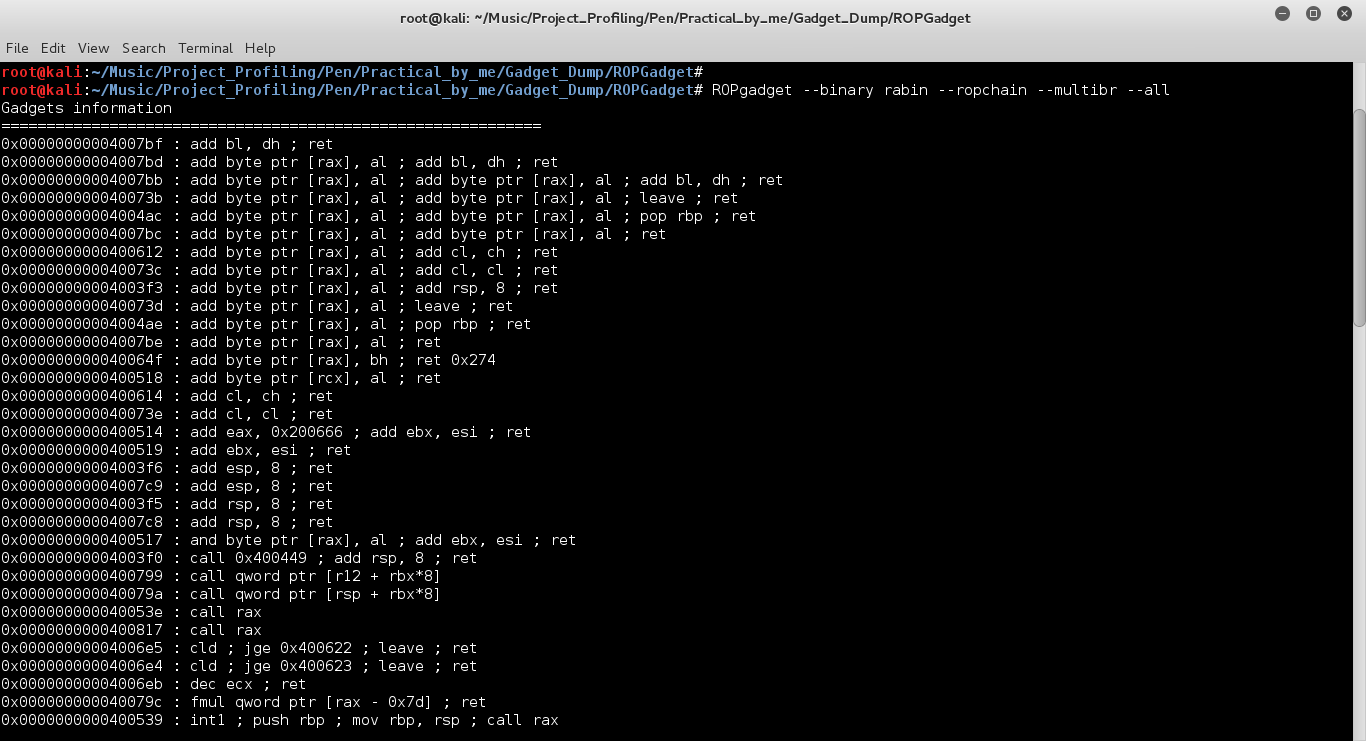 root@kali: ~/Music/Project_Profiling/Pen/Practical_by_me/Gadget_Dump/ROPGadget
File Edit View Search Terminal Help
root@kali:~/Music/Project_Profiling/Pen/Practical_by_me/Gadget_Dump/ROPGadget#
root@kali:~/Music/Project_Profiling/Pen/Practical_by_me/Gadget_Dump/ROPGadget# ROPgadget --binary rabin --ropchain --multibr --all
Gadgets information
============================================================
0x00000000004007bf : add bl, dh ; ret
0x00000000004007bd : add byte ptr [rax], al ; add bl, dh ; ret
0x00000000004007bb : add byte ptr [rax], al ; add byte ptr [rax], al ; add bl, dh ; ret
0x000000000040073b : add byte ptr [rax], al ; add byte ptr [rax], al ; leave ; ret
0x00000000004004ac : add byte ptr [rax], al ; add byte ptr [rax], al ; pop rbp ; ret
0x00000000004007bc : add byte ptr [rax], al ; add byte ptr [rax], al ; ret
0x0000000000400612 : add byte ptr [rax], al ; add cl, ch ; ret
0x000000000040073c : add byte ptr [rax], al ; add cl, cl ; ret
0x00000000004003f3 : add byte ptr [rax], al ; add rsp, 8 ; ret
0x000000000040073d : add byte ptr [rax], al ; leave ; ret
0x00000000004004ae : add byte ptr [rax], al ; pop rbp ; ret
0x00000000004007be : add byte ptr [rax], al ; ret
0x000000000040064f : add byte ptr [rax], bh ; ret 0x274
0x0000000000400518 : add byte ptr [rcx], al ; ret
0x0000000000400614 : add cl, ch ; ret
0x000000000040073e : add cl, cl ; ret
0x0000000000400514 : add eax, 0x200666 ; add ebx, esi ; ret
0x0000000000400519 : add ebx, esi ; ret
0x00000000004003f6 : add esp, 8 ; ret
0x00000000004007c9 : add esp, 8 ; ret
0x00000000004003f5 : add rsp, 8 ; ret
0x00000000004007c8 : add rsp, 8 ; ret
0x0000000000400517 : and byte ptr [rax], al ; add ebx, esi ; ret
0x00000000004003f0 : call 0x400449 ; add rsp, 8 ; ret
0x0000000000400799 : call qword ptr [r12 + rbx*8]
0x000000000040079a : call qword ptr [rsp + rbx*8]
0x000000000040053e : call rax
0x0000000000400817 : call rax
0x00000000004006e5 : cld ; jge 0x400622 ; leave ; ret
0x00000000004006e4 : cld ; jge 0x400623 ; leave ; ret
0x00000000004006eb : dec ecx ; ret
0x000000000040079c : fmul qword ptr [rax - 0x7d] ; ret
0x0000000000400539 : int1 ; push rbp ; mov rbp, rsp ; call rax